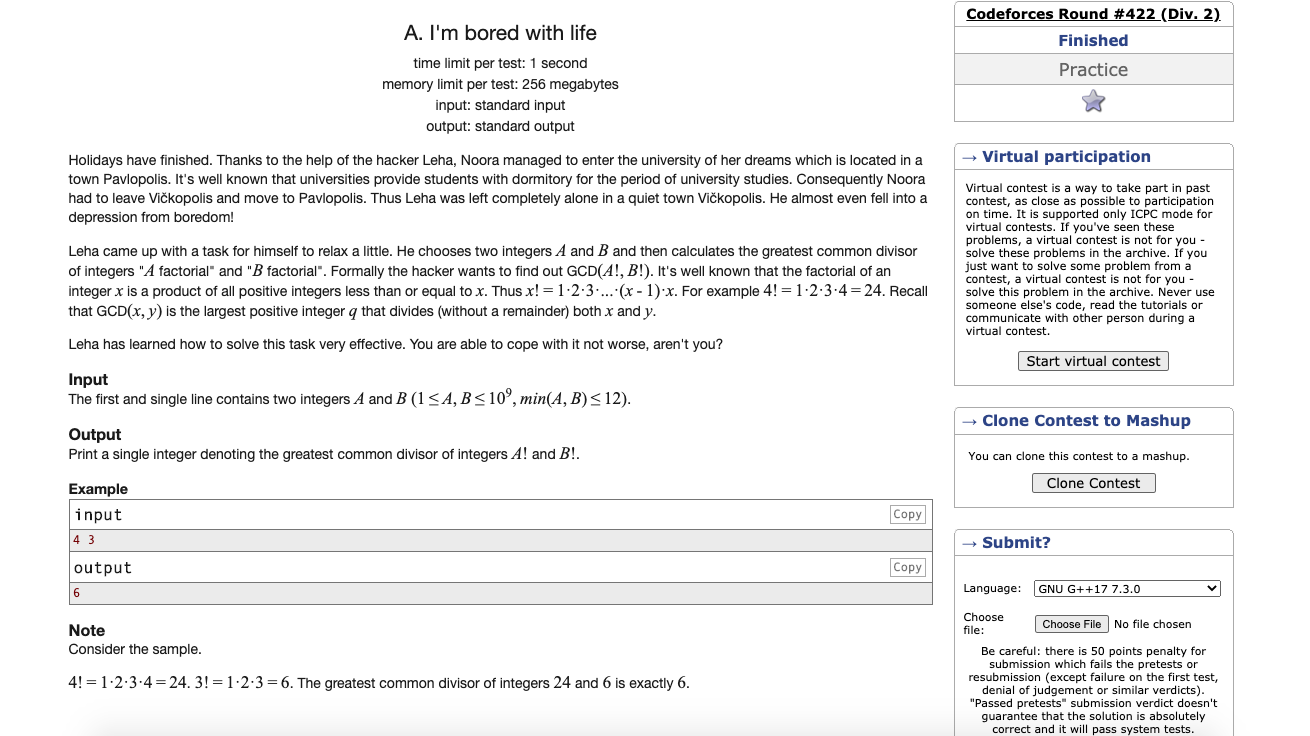 A. I'm bored with life
time limit per test: 1 second
memory limit per test: 256 megabytes
input: standard input
output: standard output
Holidays have finished. Thanks to the help of the hacker Leha, Noora managed to enter the university of her dreams which is located in a
town Pavlopolis. It's well known that universities provide students with dormitory for the period of university studies. Consequently Noora
had to leave Vičkopolis and move to Pavlopolis. Thus Leha was left completely alone in a quiet town Vičkopolis. He almost even fell into a
depression from boredom!
Leha came up with a task for himself to relax a little. He chooses two integers A and B and then calculates the greatest common divisor
of integers "A factorial" and "B factorial". Formally the hacker wants to find out GCD(A!, B!). It's well known that the factorial of an
integer x is a product of all positive integers less than or equal to x. Thus x! = 1·2·3·...·(x - 1)·x. For example 4! = 1·2·3·4 = 24. Recall
that GCD(x, y) is the largest positive integer q that divides (without a remainder) both x and y.
Leha has learned how to solve this task very effective. You are able to cope with it not worse, aren't you?
Input
The first and single line contains two integers A and B (1 ≤ A, B ≤ 10⁹, min(A, B) ≤ 12).
Output
Print a single integer denoting the greatest common divisor of integers A! and B!.
Example
input Copy
4 3
output Copy
6
Note
Consider the sample.
4! = 1·2·3·4 = 24. 3! = 1·2·3 = 6. The greatest common divisor of integers 24 and 6 is exactly 6.
Codeforces Round #422 (Div. 2)
Finished
Practice
→ Virtual participation
Virtual contest is a way to take part in past
contest, as close as possible to participation
on time. It is supported only ICPC mode for
virtual contests. If you've seen these
problems, a virtual contest is not for you -
solve these problems in the archive. If you
just want to solve some problem from a
contest, a virtual contest is not for you -
solve this problem in the archive. Never use
someone else's code, read the tutorials or
communicate with other person during a
virtual contest.
Start virtual contest
→ Clone Contest to Mashup
You can clone this contest to a mashup.
Clone Contest
→ Submit?
Language: GNU G++17 7.3.0
Choose
file: Choose File No file chosen
Be careful: there is 50 points penalty for
submission which fails the pretests or
resubmission (except failure on the first test,
denial of judgement or similar verdicts).
"Passed pretests" submission verdict doesn't
guarantee that the solution is absolutely
correct and it will pass system tests.